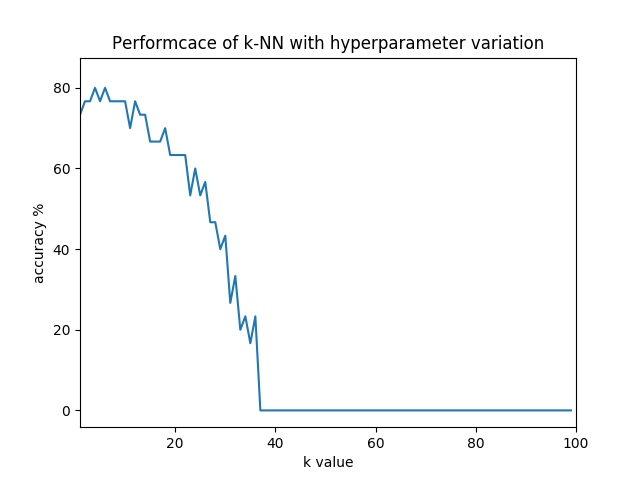 Performcace of k-NN with hyperparameter variation
80
60
40
20
0
accuracy %
20 40 60 80 100
k value